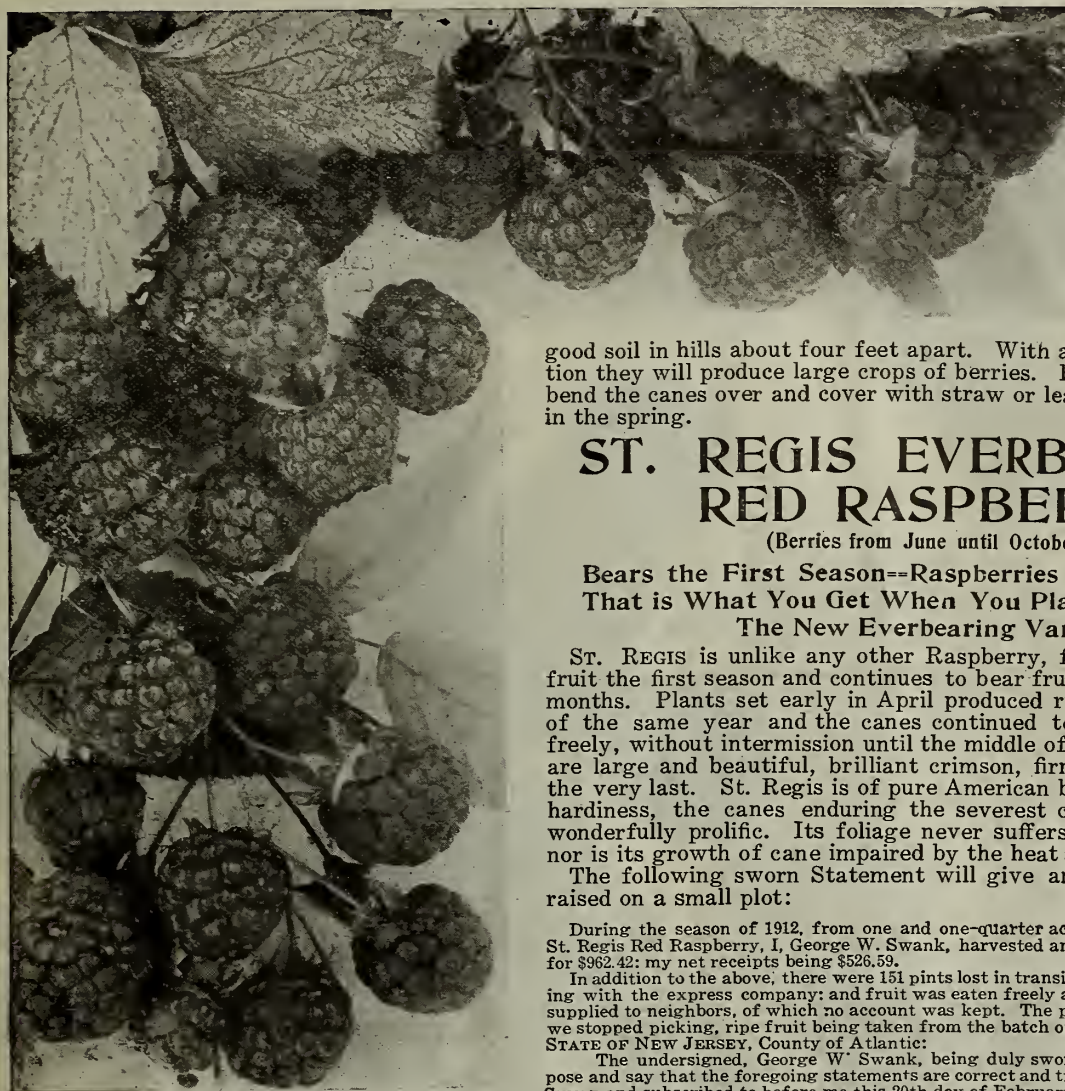 good soil in hills about four feet apart. With a
tion they will produce large crops of berries.
bend the canes over and cover with straw or lea
in the spring.
ST. REGIS EVERB
RED RASPBE
(Berries from June until Octobe
Bears the First Season==Raspberries
That is What You Get When You Pla
The New Everbearing Var
ST. REGIS is unlike any other Raspberry, f
fruit the first season and continues to bear fru
months. Plants set early in April produced r
of the same year and the canes continued to
freely, without intermission until the middle of
are large and beautiful, brilliant crimson, firm
the very last. St. Regis is of pure American b
hardiness, the canes enduring the severest c
wonderfully prolific. Its foliage never suffers
nor is its growth of cane impaired by the heat
The following sworn Statement will give an
raised on a small plot:
During the season of 1912, from one and one-quarter ac
St. Regis Red Raspberry, I, George W. Swank, harvested an
for $962.42: my net receipts being $526.59.
In addition to the above, there were 151 pints lost in transi
ing with the express company: and fruit was eaten freely a
supplied to neighbors, of which no account was kept. The p
we stopped picking, ripe fruit being taken from the batch o
STATE OF NEW JERSEY, County of Atlantic:
The undersigned, George W. Swank, being duly swor
pose and say that the foregoing statements are correct and t